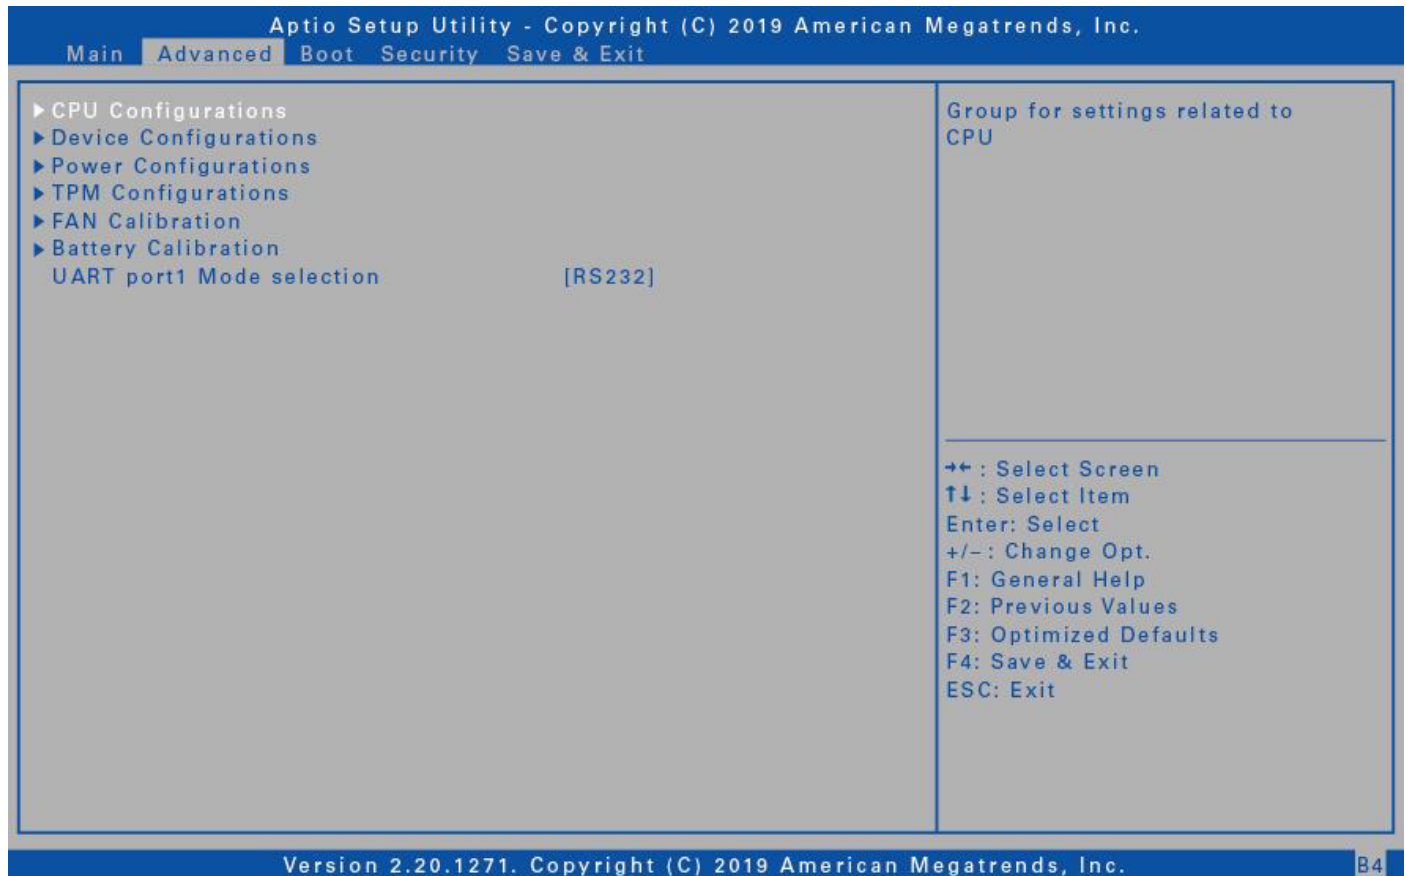 Aptio Setup Utility - Copyright (C) 2019 American Megatrends, Inc.
Main Advanced Boot Security Save & Exit
▶CPU Configurations
▶Device Configurations
▶Power Configurations
▶TPM Configurations
▶FAN Calibration
▶Battery Calibration
UART port1 Mode selection [RS232]
Group for settings related to
CPU
→←: Select Screen
↑↓: Select Item
Enter: Select
+/–: Change Opt.
F1: General Help
F2: Previous Values
F3: Optimized Defaults
F4: Save & Exit
ESC: Exit
Version 2.20.1271. Copyright (C) 2019 American Megatrends, Inc.
B4